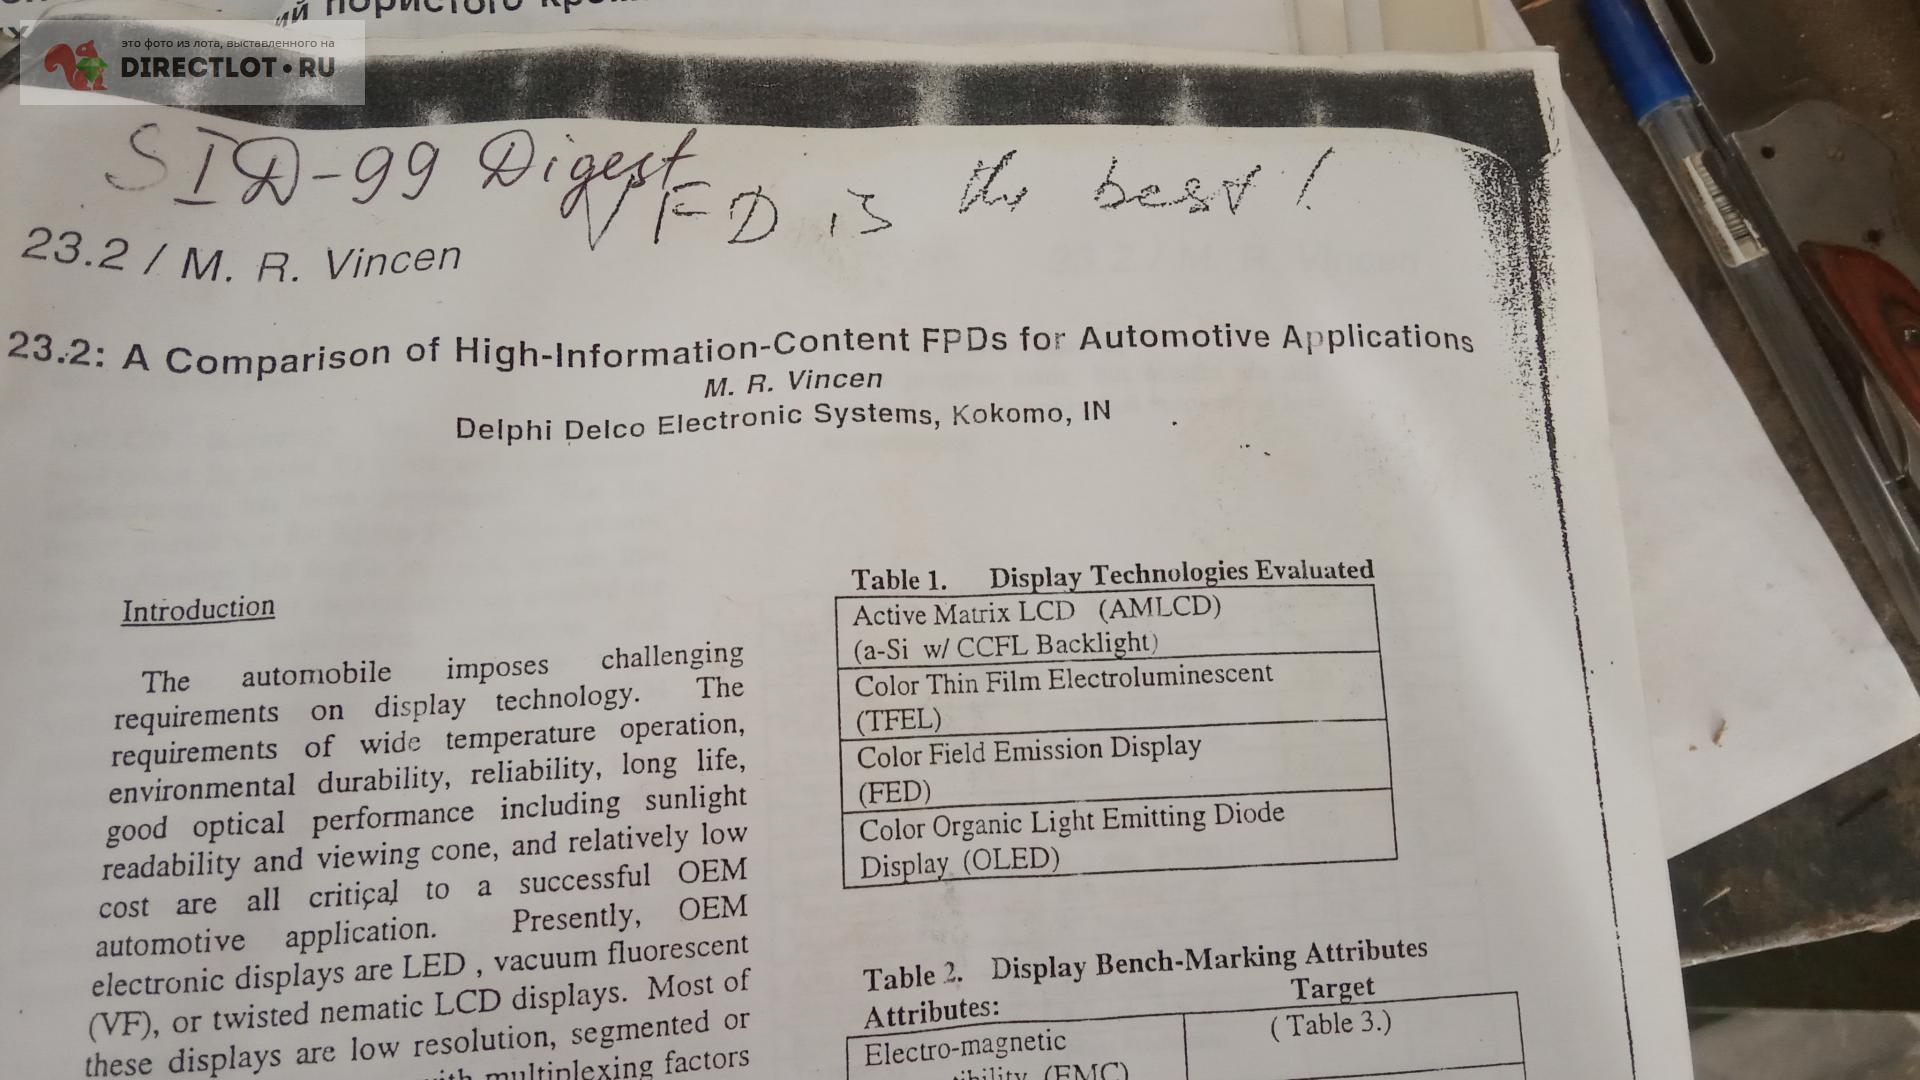 ий пористого
это фото из лота, выставленного на
DIRECTLOT•RU
SID-99 Digest
VFD is the best!
23.2 / M. R. Vincen
23.2: A Comparison of High-Information-Content FPDs for Automotive Applications
M. R. Vincen
Delphi Delco Electronic Systems, Kokomo, IN
Introduction
The automobile imposes challenging
requirements on display technology. The
requirements of wide temperature operation,
environmental durability, reliability, long life,
good optical performance including sunlight
readability and viewing cone, and relatively low
cost are all critical to a successful OEM
automotive application. Presently, OEM
electronic displays are LED , vacuum fluorescent
(VF), or twisted nematic LCD displays. Most of
these displays are low resolution, segmented or
multiplexing factors
Table 1. Display Technologies Evaluated
Active Matrix LCD (AMLCD)
(a-Si w/ CCFL Backlight)
Color Thin Film Electroluminescent
(TFEL)
Color Field Emission Display
(FED)
Color Organic Light Emitting Diode
Display (OLED)
Table 2. Display Bench-Marking Attributes
Attributes: Target
( Table 3.)
Electro-magnetic
(EMC)